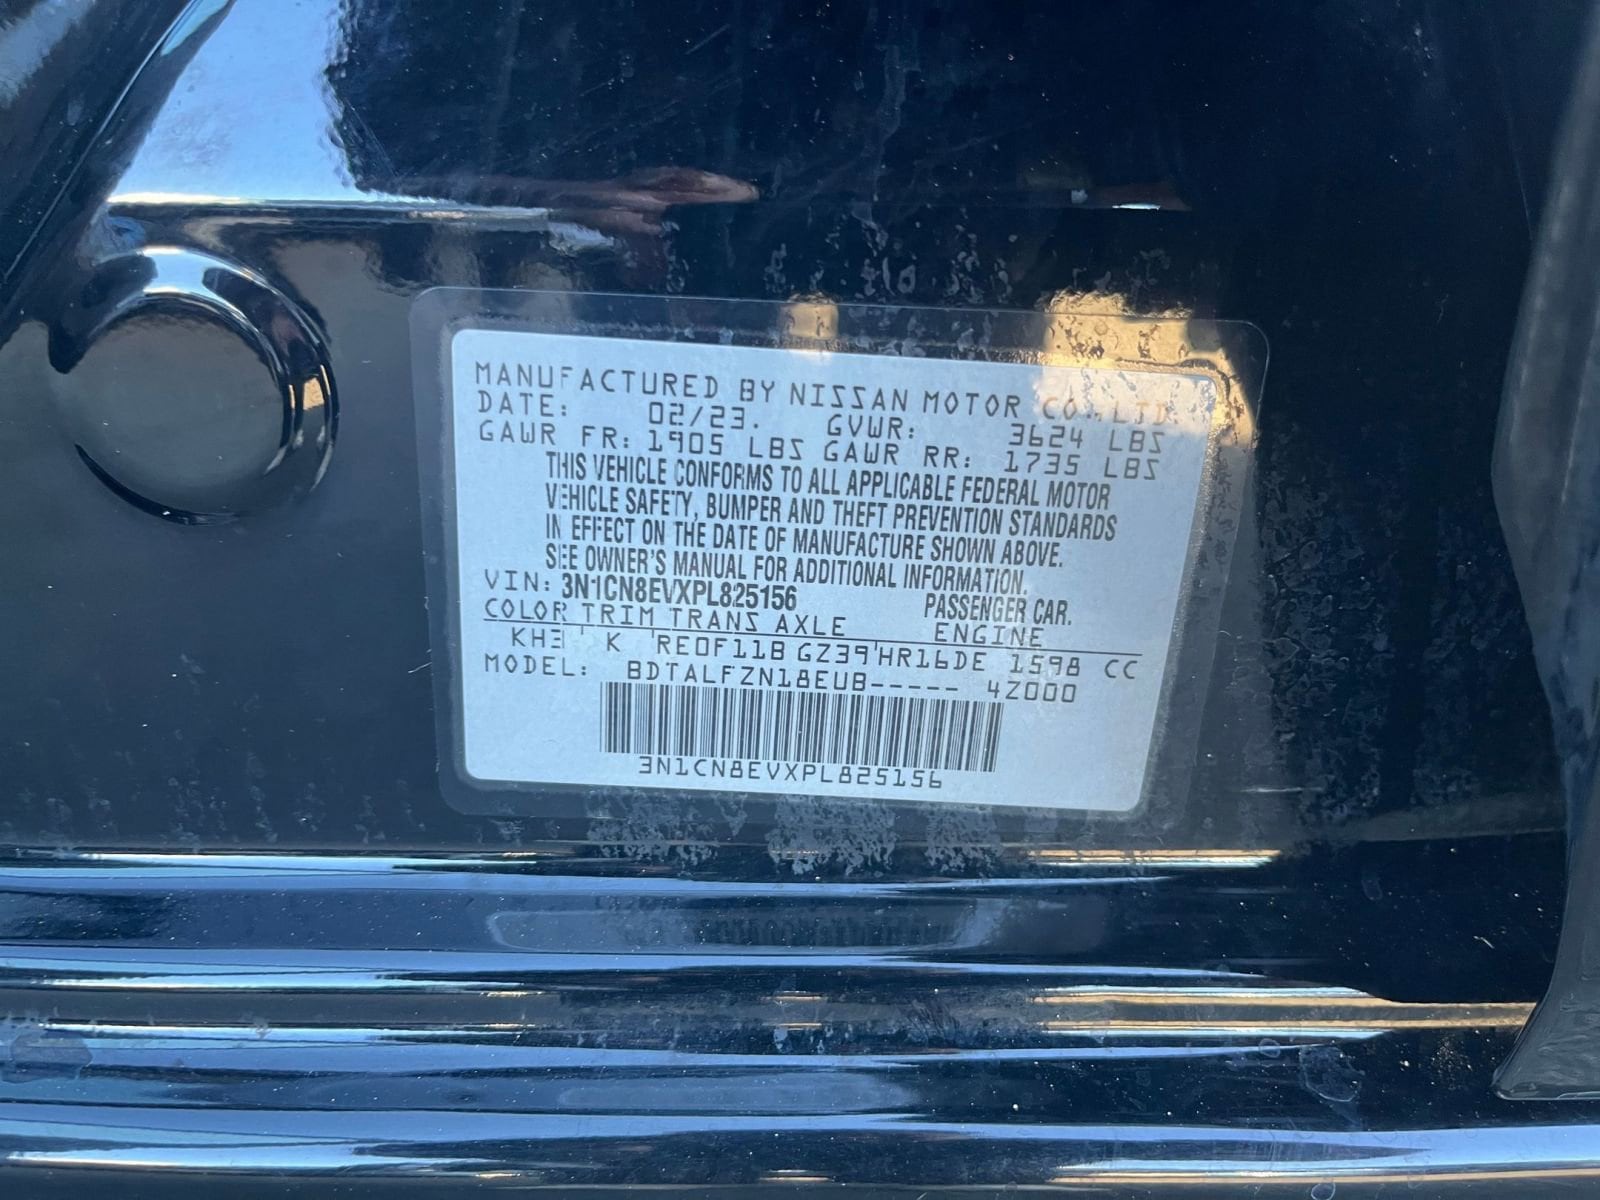 MANUFACTURED BY NISSAN MOTOR CO.,LTD.
DATE: 02/23. GVWR: 3624 LBS
GAWR FR: 1905 LBS GAWR RR: 1735 LBS
THIS VEHICLE CONFORMS TO ALL APPLICABLE FEDERAL MOTOR
VEHICLE SAFETY, BUMPER AND THEFT PREVENTION STANDARDS
IN EFFECT ON THE DATE OF MANUFACTURE SHOWN ABOVE.
SEE OWNER'S MANUAL FOR ADDITIONAL INFORMATION.
VIN: 3N1CN8EVXPL825156 PASSENGER CAR.
COLOR TRIM TRANS AXLE ENGINE
KH3 K RE0F11B GZ39 HR16DE 1598 CC
MODEL: BDTALFZN18EUB----- 4Z000
3N1CN8EVXPL825156